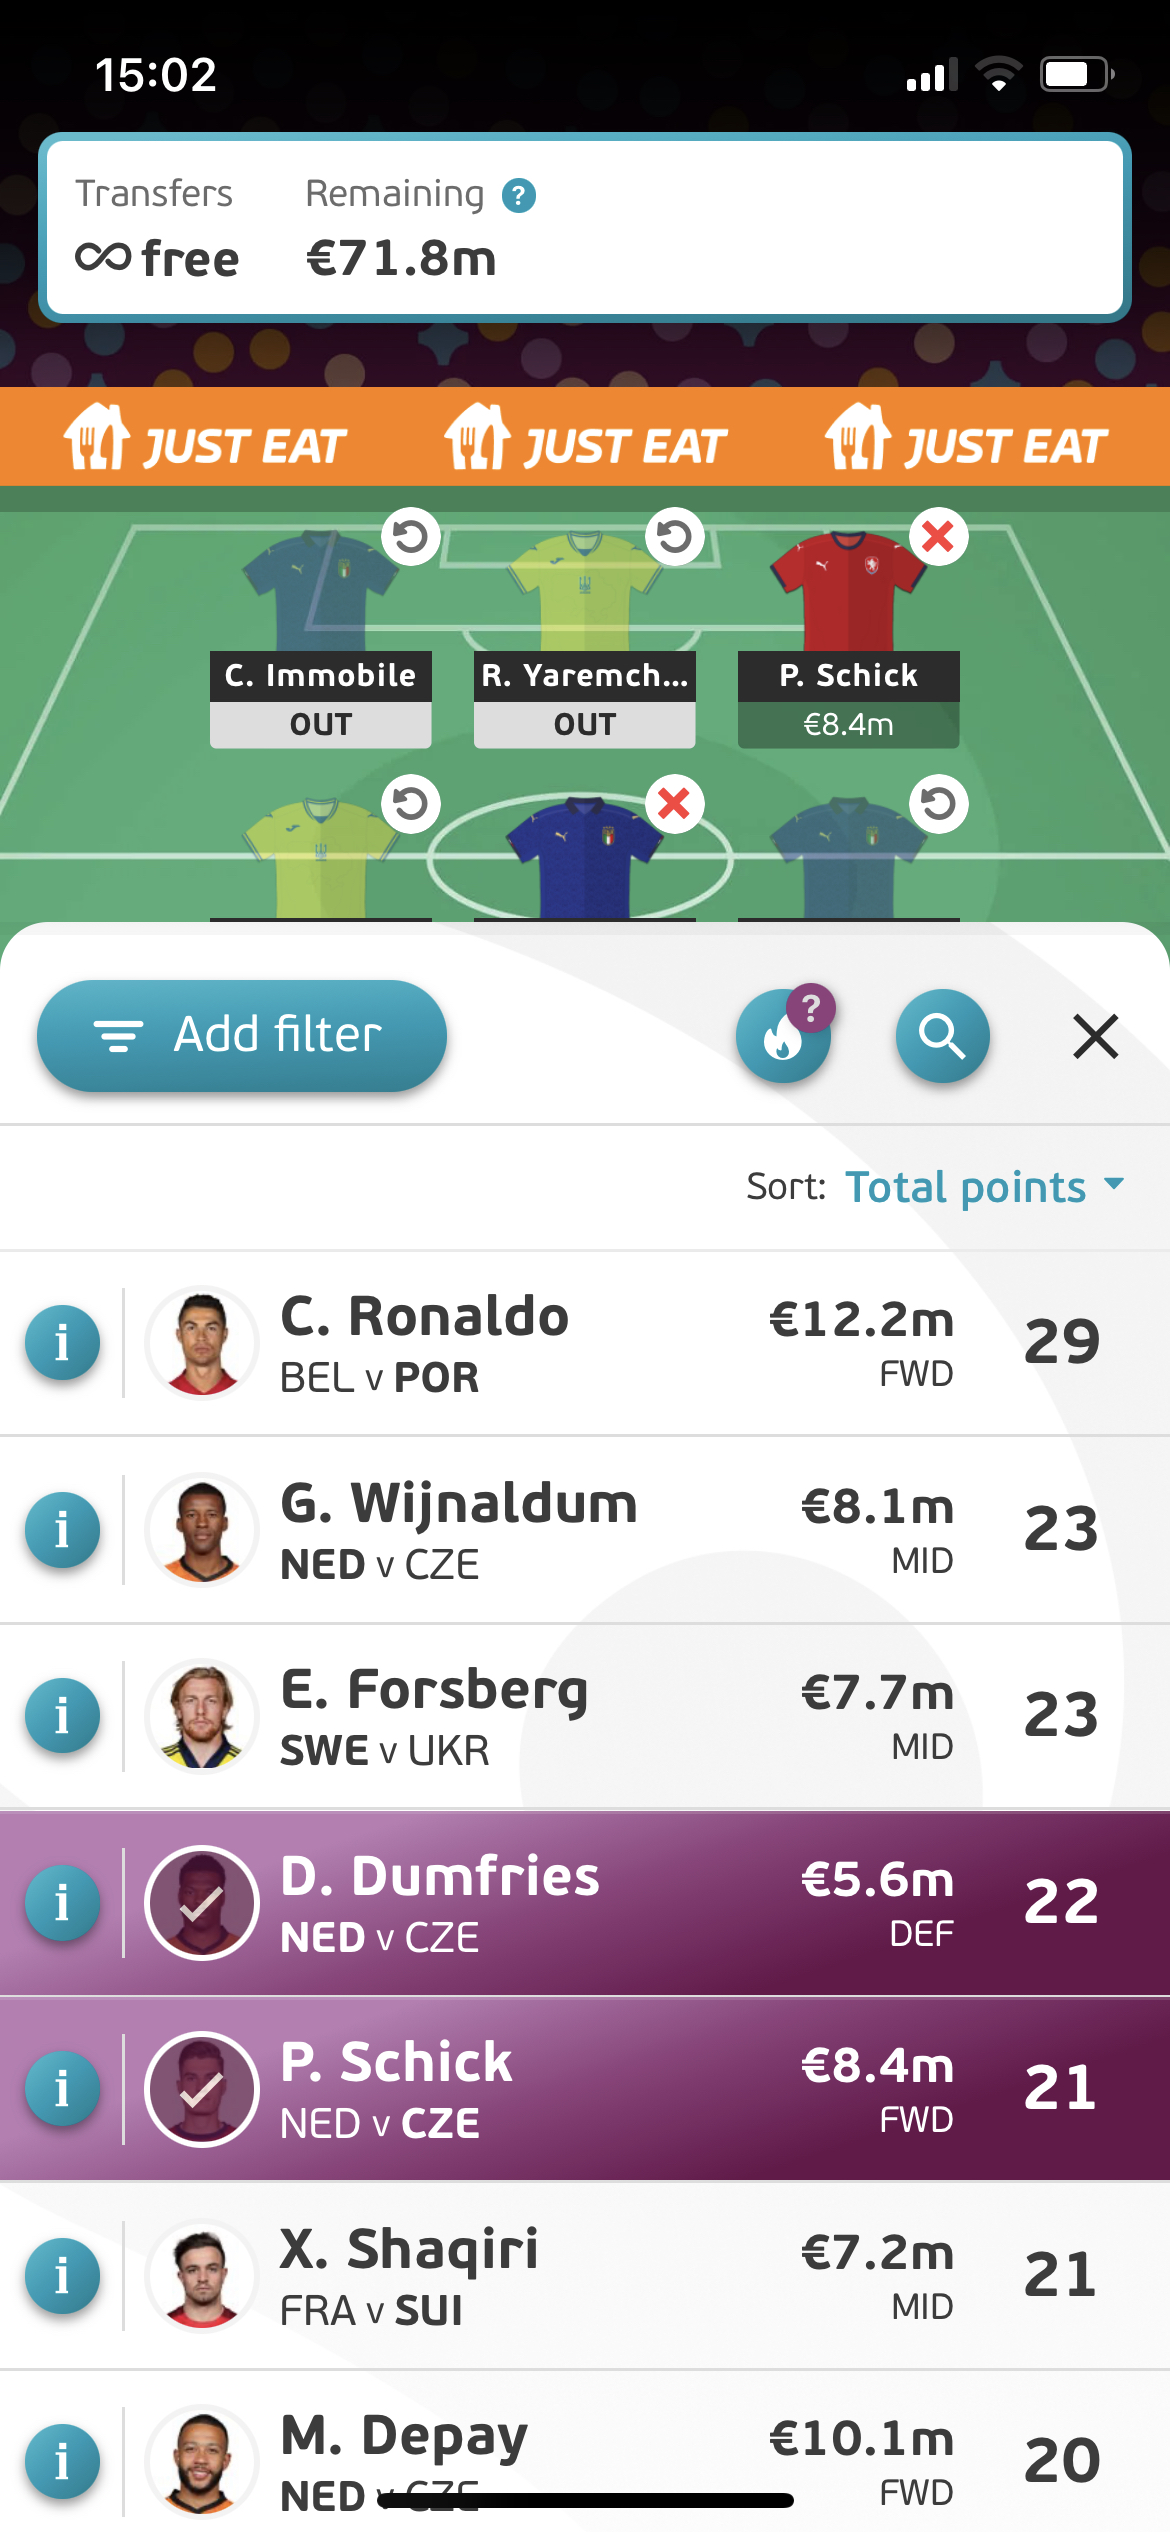 15:02
Transfers Remaining ?
∞ free €71.8m
JUST EAT JUST EAT JUST EAT
C. Immobile R. Yaremch... P. Schick
OUT OUT €8.4m
Add filter ?
Sort: Total points
i C. Ronaldo €12.2m 29
BEL v POR FWD
i G. Wijnaldum €8.1m 23
NED v CZE MID
i E. Forsberg €7.7m 23
SWE v UKR MID
i D. Dumfries €5.6m 22
NED v CZE DEF
i P. Schick €8.4m 21
NED v CZE FWD
i X. Shaqiri €7.2m 21
FRA v SUI MID
i M. Depay €10.1m 20
NED v CZE FWD